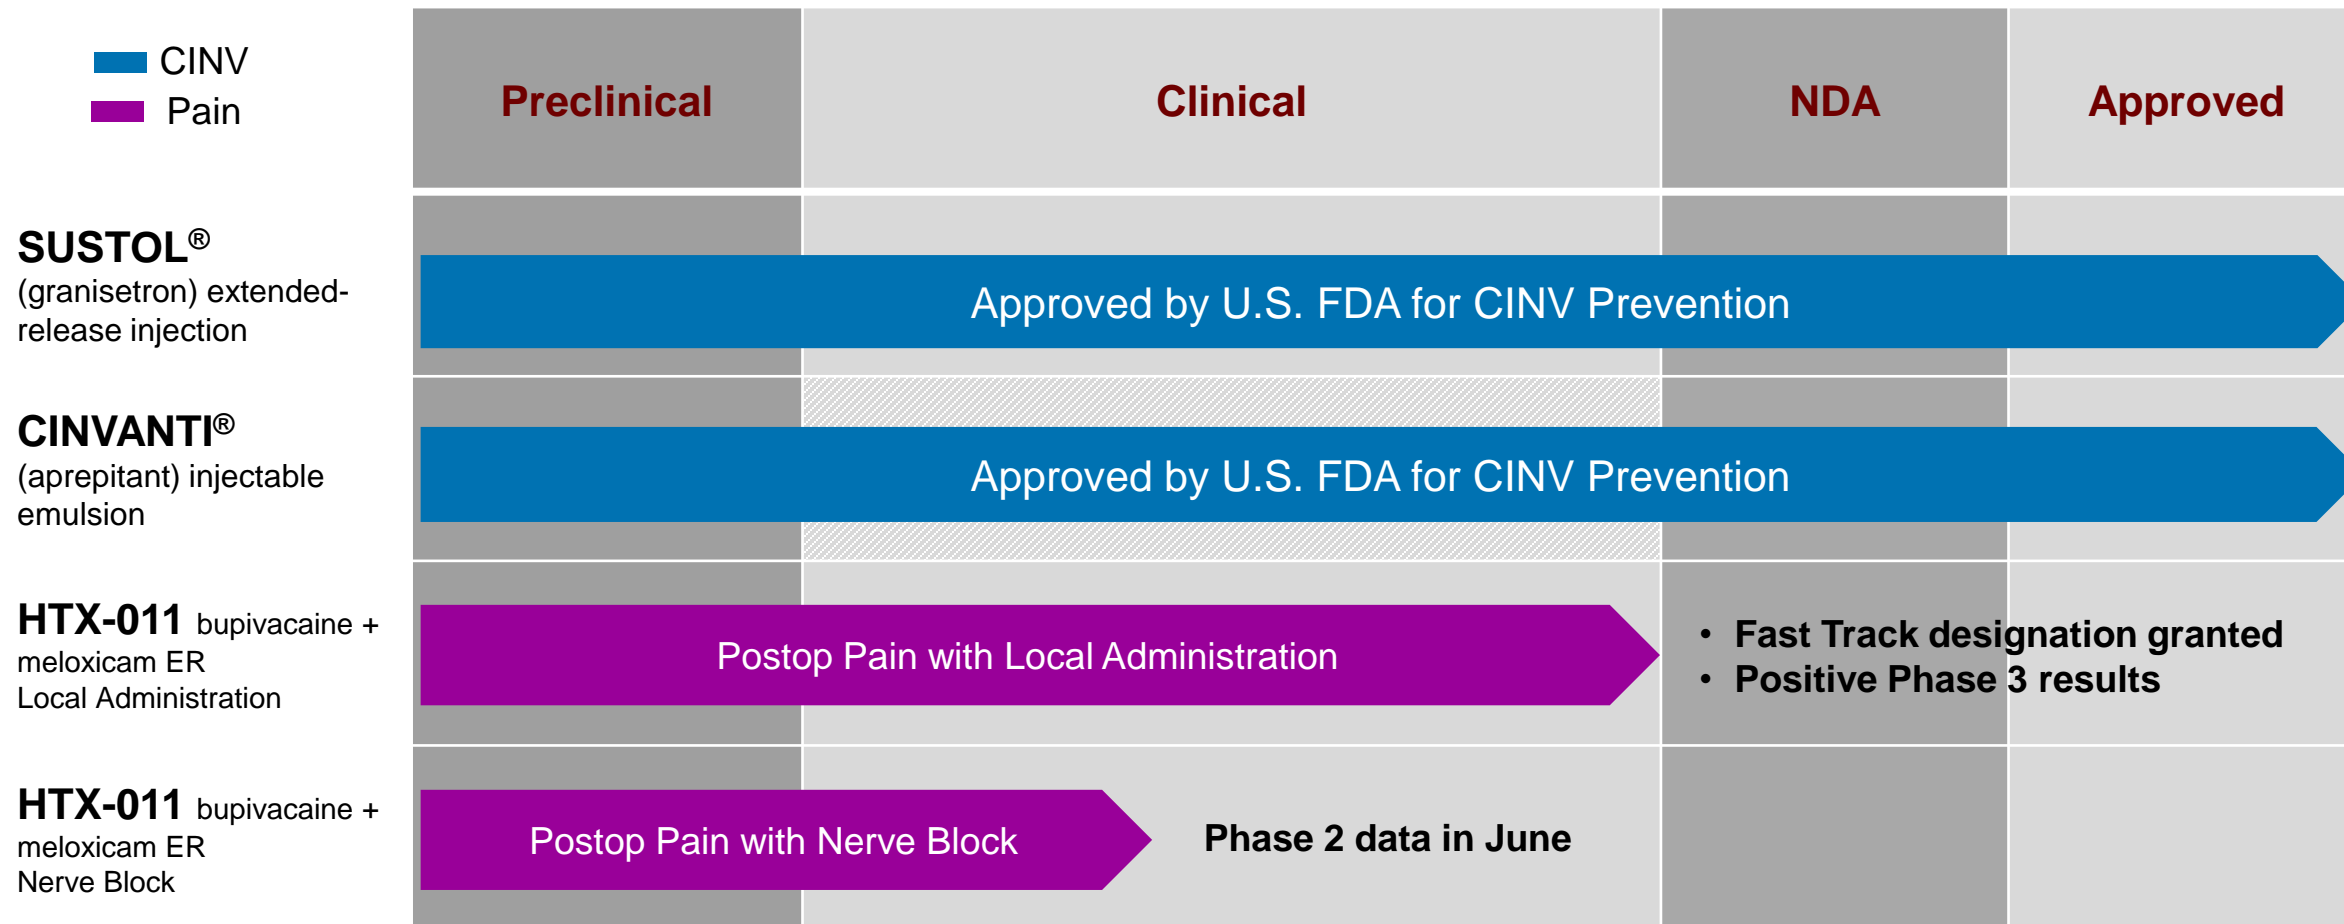 CINV
Pain
Preclinical
Clinical
NDA
Approved
SUSTOL®
(granisetron) extended-
release injection
Approved by U.S. FDA for CINV Prevention
CINVANTI®
(aprepitant) injectable
emulsion
Approved by U.S. FDA for CINV Prevention
HTX-011 bupivacaine +
meloxicam ER
Local Administration
Postop Pain with Local Administration
• Fast Track designation granted
• Positive Phase 3 results
HTX-011 bupivacaine +
meloxicam ER
Nerve Block
Postop Pain with Nerve Block
Phase 2 data in June